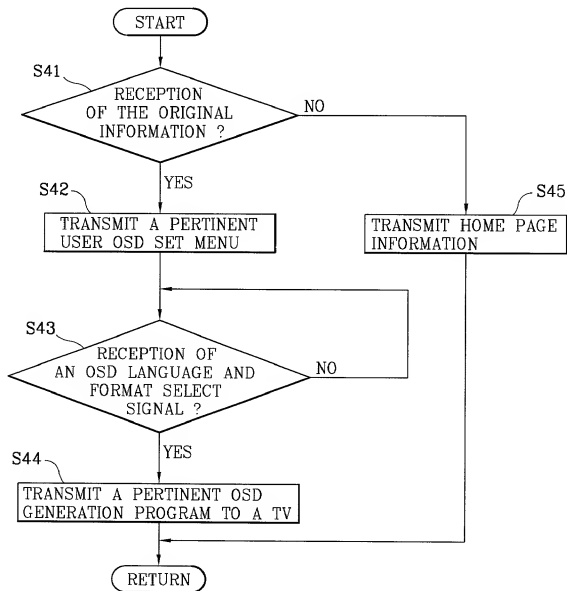 START
S41
RECEPTION
OF THE ORIGINAL
INFORMATION ?
NO
YES
S42
TRANSMIT A PERTINENT
USER OSD SET MENU
S45
TRANSMIT HOME PAGE
INFORMATION
S43
RECEPTION OF
AN OSD LANGUAGE AND
FORMAT SELECT
SIGNAL ?
NO
YES
S44
TRANSMIT A PERTINENT OSD
GENERATION PROGRAM TO A TV
RETURN